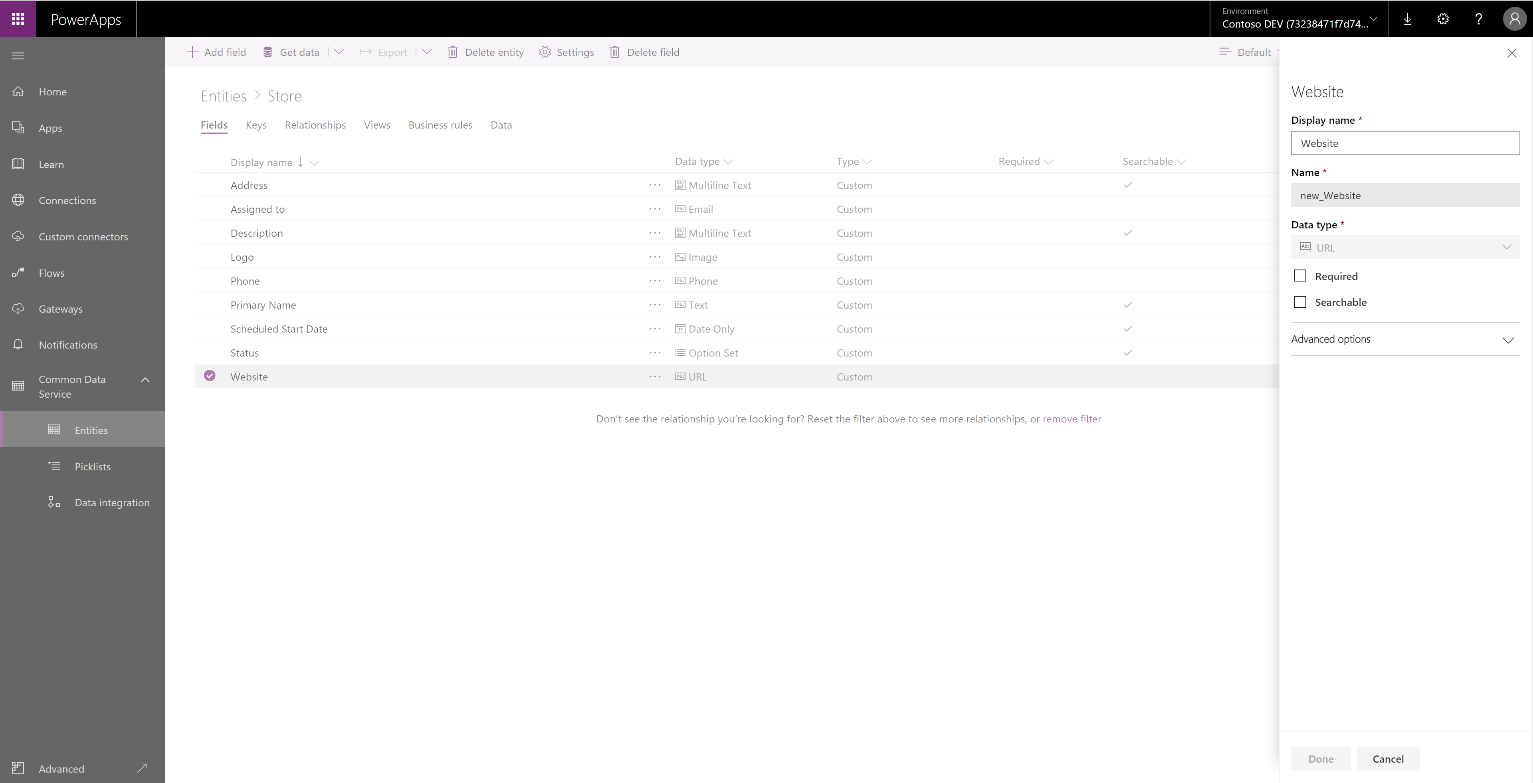 PowerApps
Environment
Contoso DEV (73238471f7d74...
?
Home
Apps
Learn
Connections
Custom connectors
Flows
Gateways
Notifications
Common Data
Service
Entities
Picklists
Data integration
Advanced
Add field Get data Export Delete entity Settings Delete field Default
Entities > Store
Fields Keys Relationships Views Business rules Data
Display name Data type Type Required Searchable
Address ... Multiline Text Custom
Assigned to ... Email Custom
Description ... Multiline Text Custom
Logo ... Image Custom
Phone ... Phone Custom
Primary Name ... Text Custom
Scheduled Start Date ... Date Only Custom
Status ... Option Set Custom
Website ... URL Custom
Don't see the relationship you're looking for? Reset the filter above to see more relationships, or remove filter
Website
Display name *
Website
Name *
new_Website
Data type *
Abc URL
Required
Searchable
Advanced options
Done Cancel